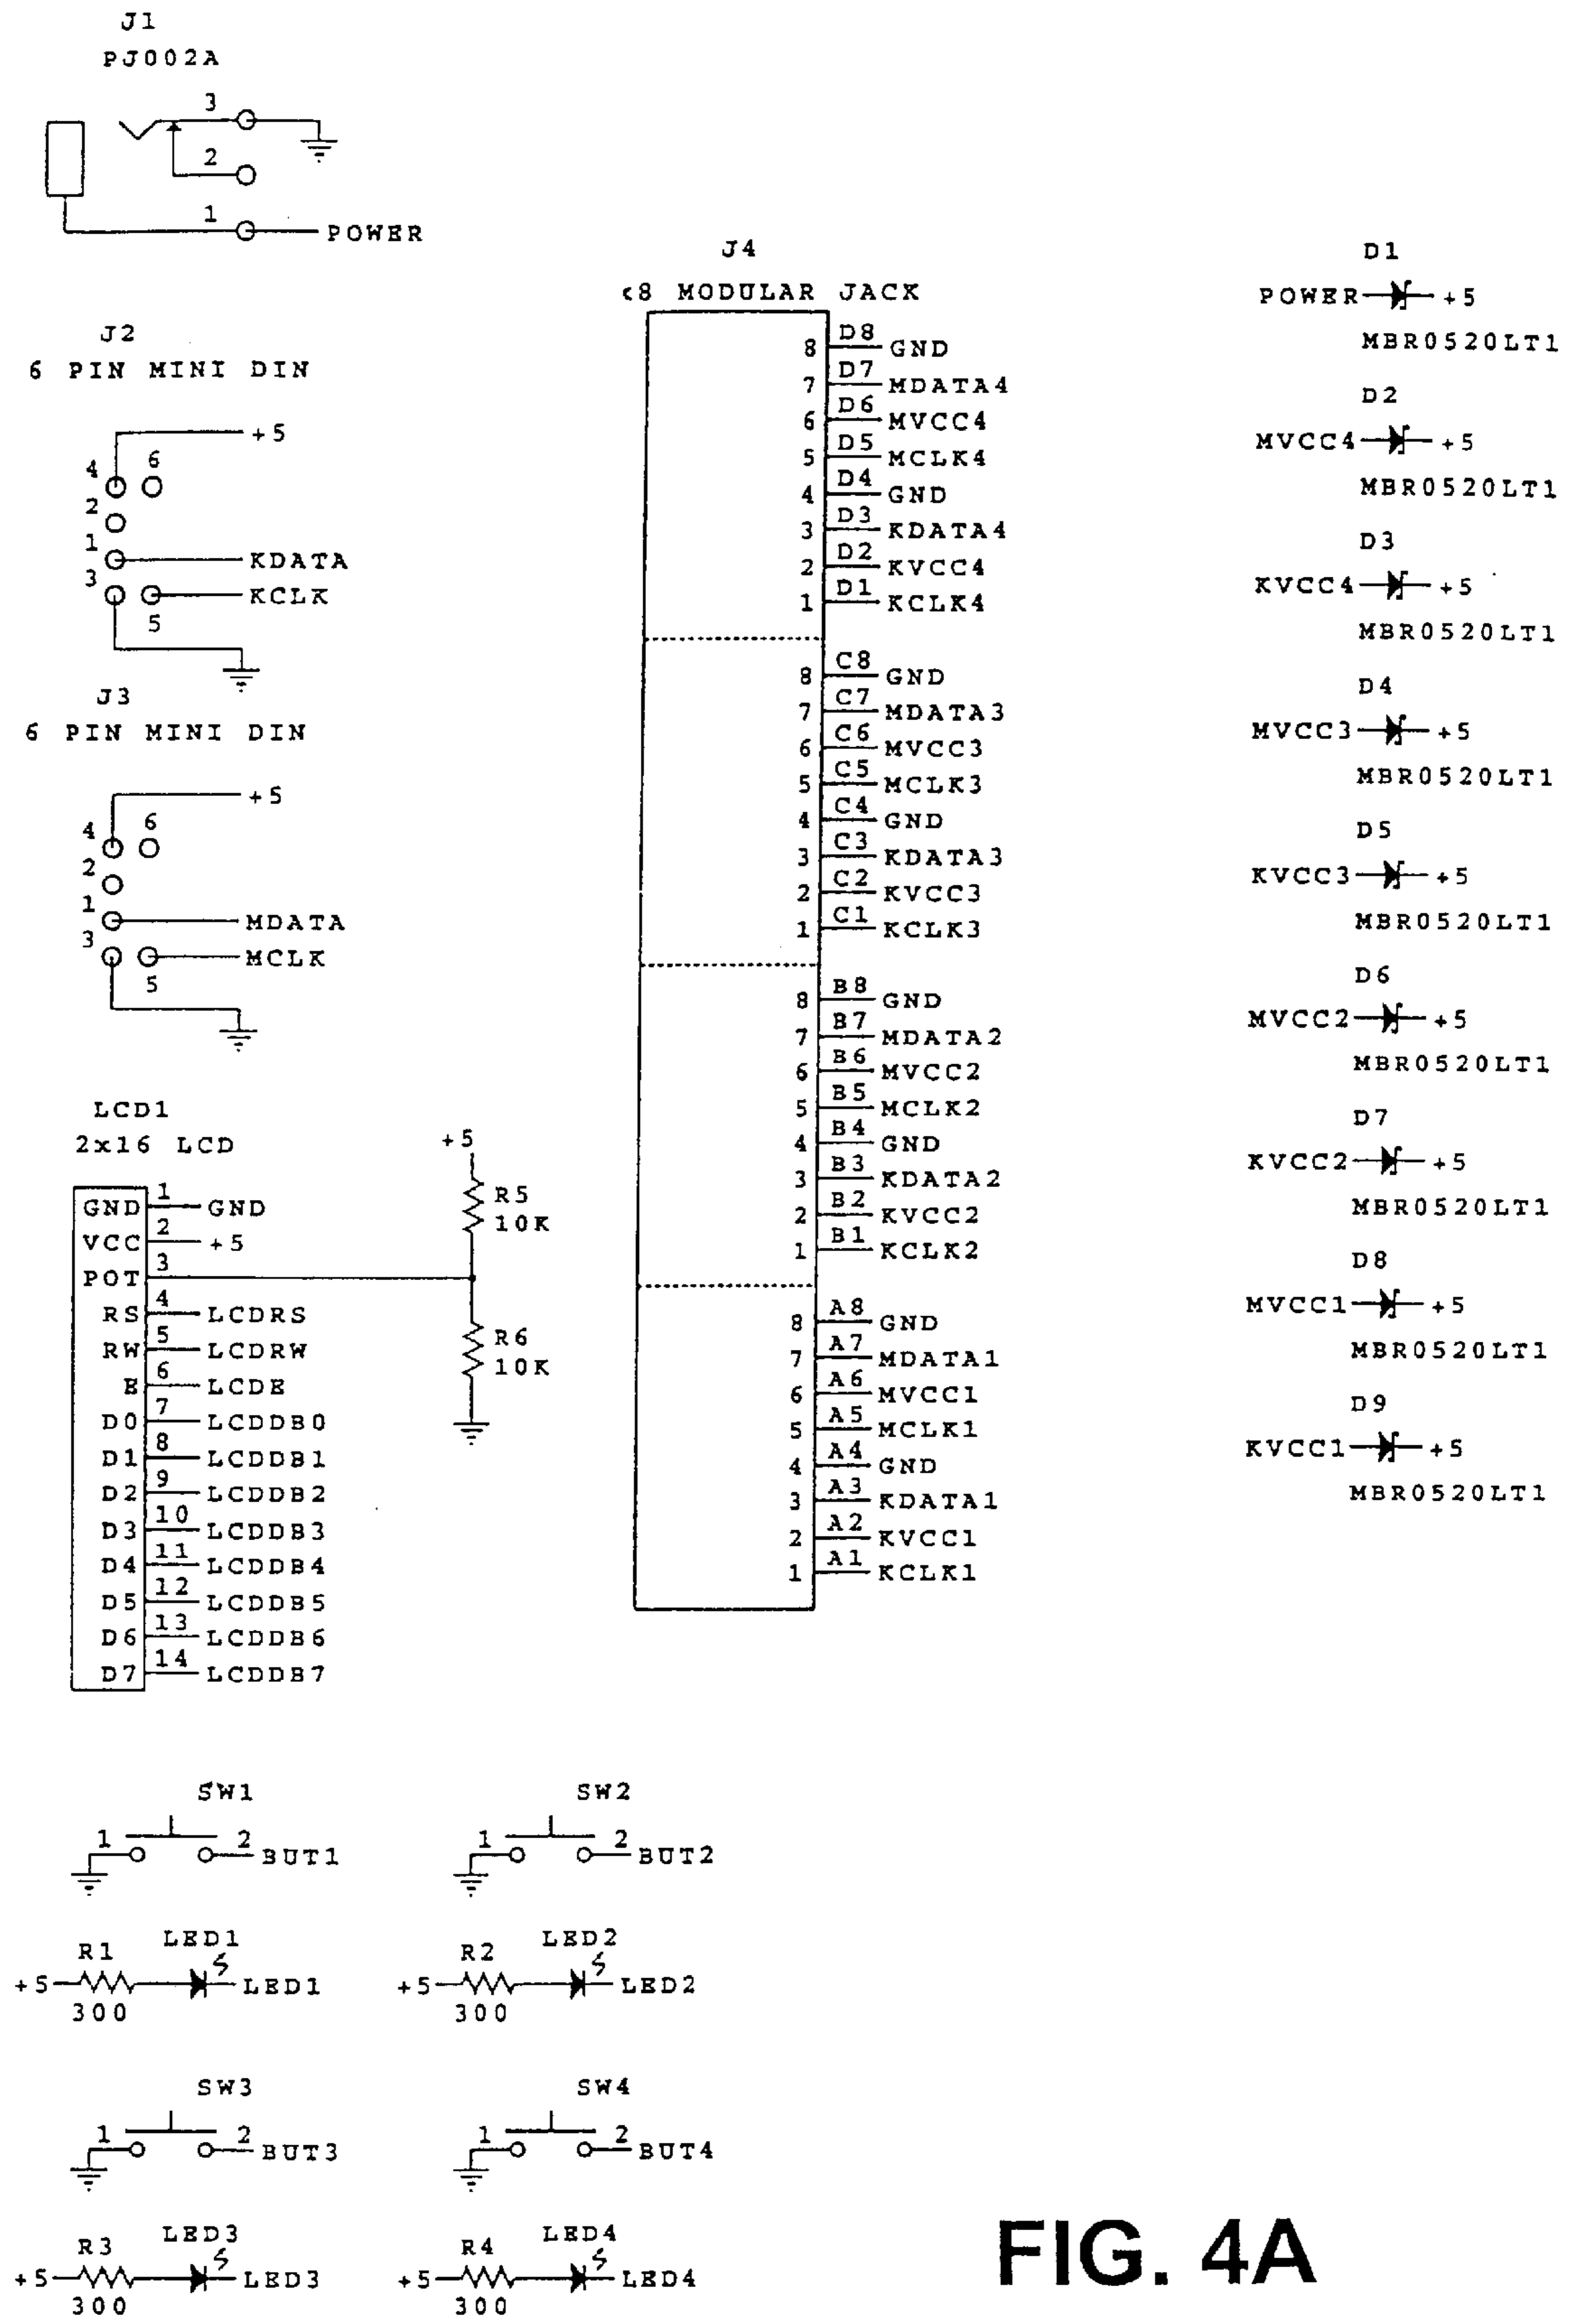 J1
PJ002A
3
2
1
POWER
J2
6 PIN MINI DIN
+5
4
6
2
1
KDATA
3
KCLK
5
J3
6 PIN MINI DIN
+5
4
6
2
1
MDATA
3
MCLK
5
LCD1
2x16 LCD
GND 1 GND
VCC 2 +5
POT 3
RS 4 LCDRS
RW 5 LCDRW
E 6 LCDE
D0 7 LCDDB0
D1 8 LCDDB1
D2 9 LCDDB2
D3 10 LCDDB3
D4 11 LCDDB4
D5 12 LCDDB5
D6 13 LCDDB6
D7 14 LCDDB7
+5
R5
10K
R6
10K
J4
<8 MODULAR JACK
8 D8 GND
7 D7 MDATA4
6 D6 MVCC4
5 D5 MCLK4
4 D4 GND
3 D3 KDATA4
2 D2 KVCC4
1 D1 KCLK4
8 C8 GND
7 C7 MDATA3
6 C6 MVCC3
5 C5 MCLK3
4 C4 GND
3 C3 KDATA3
2 C2 KVCC3
1 C1 KCLK3
8 B8 GND
7 B7 MDATA2
6 B6 MVCC2
5 B5 MCLK2
4 B4 GND
3 B3 KDATA2
2 B2 KVCC2
1 B1 KCLK2
8 A8 GND
7 A7 MDATA1
6 A6 MVCC1
5 A5 MCLK1
4 A4 GND
3 A3 KDATA1
2 A2 KVCC1
1 A1 KCLK1
D1
POWER +5
MBR0520LT1
D2
MVCC4 +5
MBR0520LT1
D3
KVCC4 +5
MBR0520LT1
D4
MVCC3 +5
MBR0520LT1
D5
KVCC3 +5
MBR0520LT1
D6
MVCC2 +5
MBR0520LT1
D7
KVCC2 +5
MBR0520LT1
D8
MVCC1 +5
MBR0520LT1
D9
KVCC1 +5
MBR0520LT1
SW1
1 2 BUT1
SW2
1 2 BUT2
R1 LED1
+5 LED1
300
R2 LED2
+5 LED2
300
SW3
1 2 BUT3
SW4
1 2 BUT4
R3 LED3
+5 LED3
300
R4 LED4
+5 LED4
300
FIG. 4A